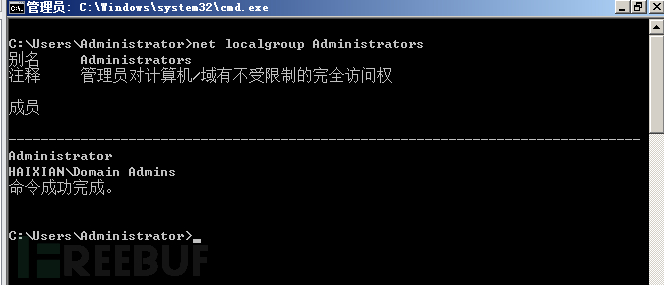 管理员: C:\Windows\system32\cmd.exe
C:\Users\Administrator>net localgroup Administrators
别名     Administrators
注释     管理员对计算机/域有不受限制的完全访问权
成员
-------------------------------------------------------------------------------
Administrator
HAIXIAN\Domain Admins
命令成功完成。
C:\Users\Administrator>_
FREEBUF